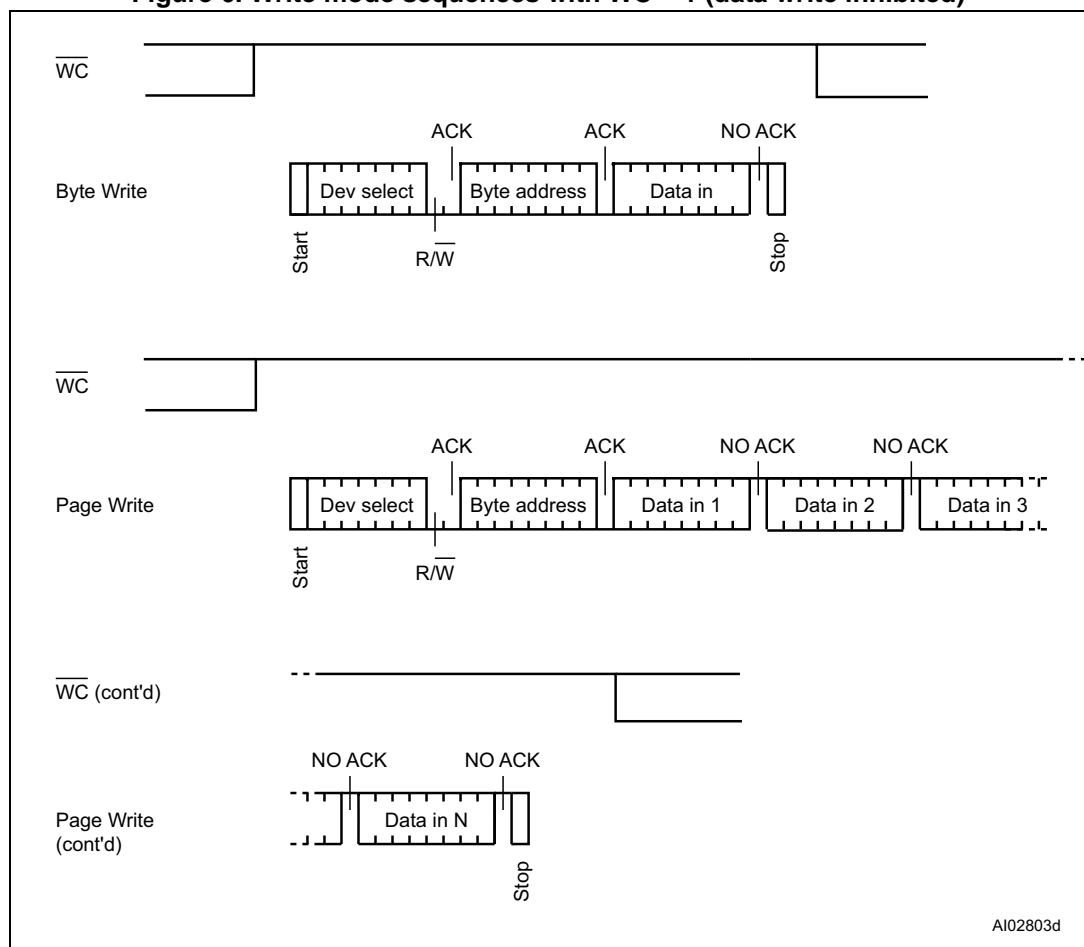 WC
ACK ACK NO ACK
Byte Write Dev select Byte address Data in
Start R/W Stop
WC
ACK ACK NO ACK NO ACK
Page Write Dev select Byte address Data in 1 Data in 2 Data in 3
Start R/W
WC (cont'd)
NO ACK NO ACK
Page Write Data in N
(cont'd)
Stop
AI02803d